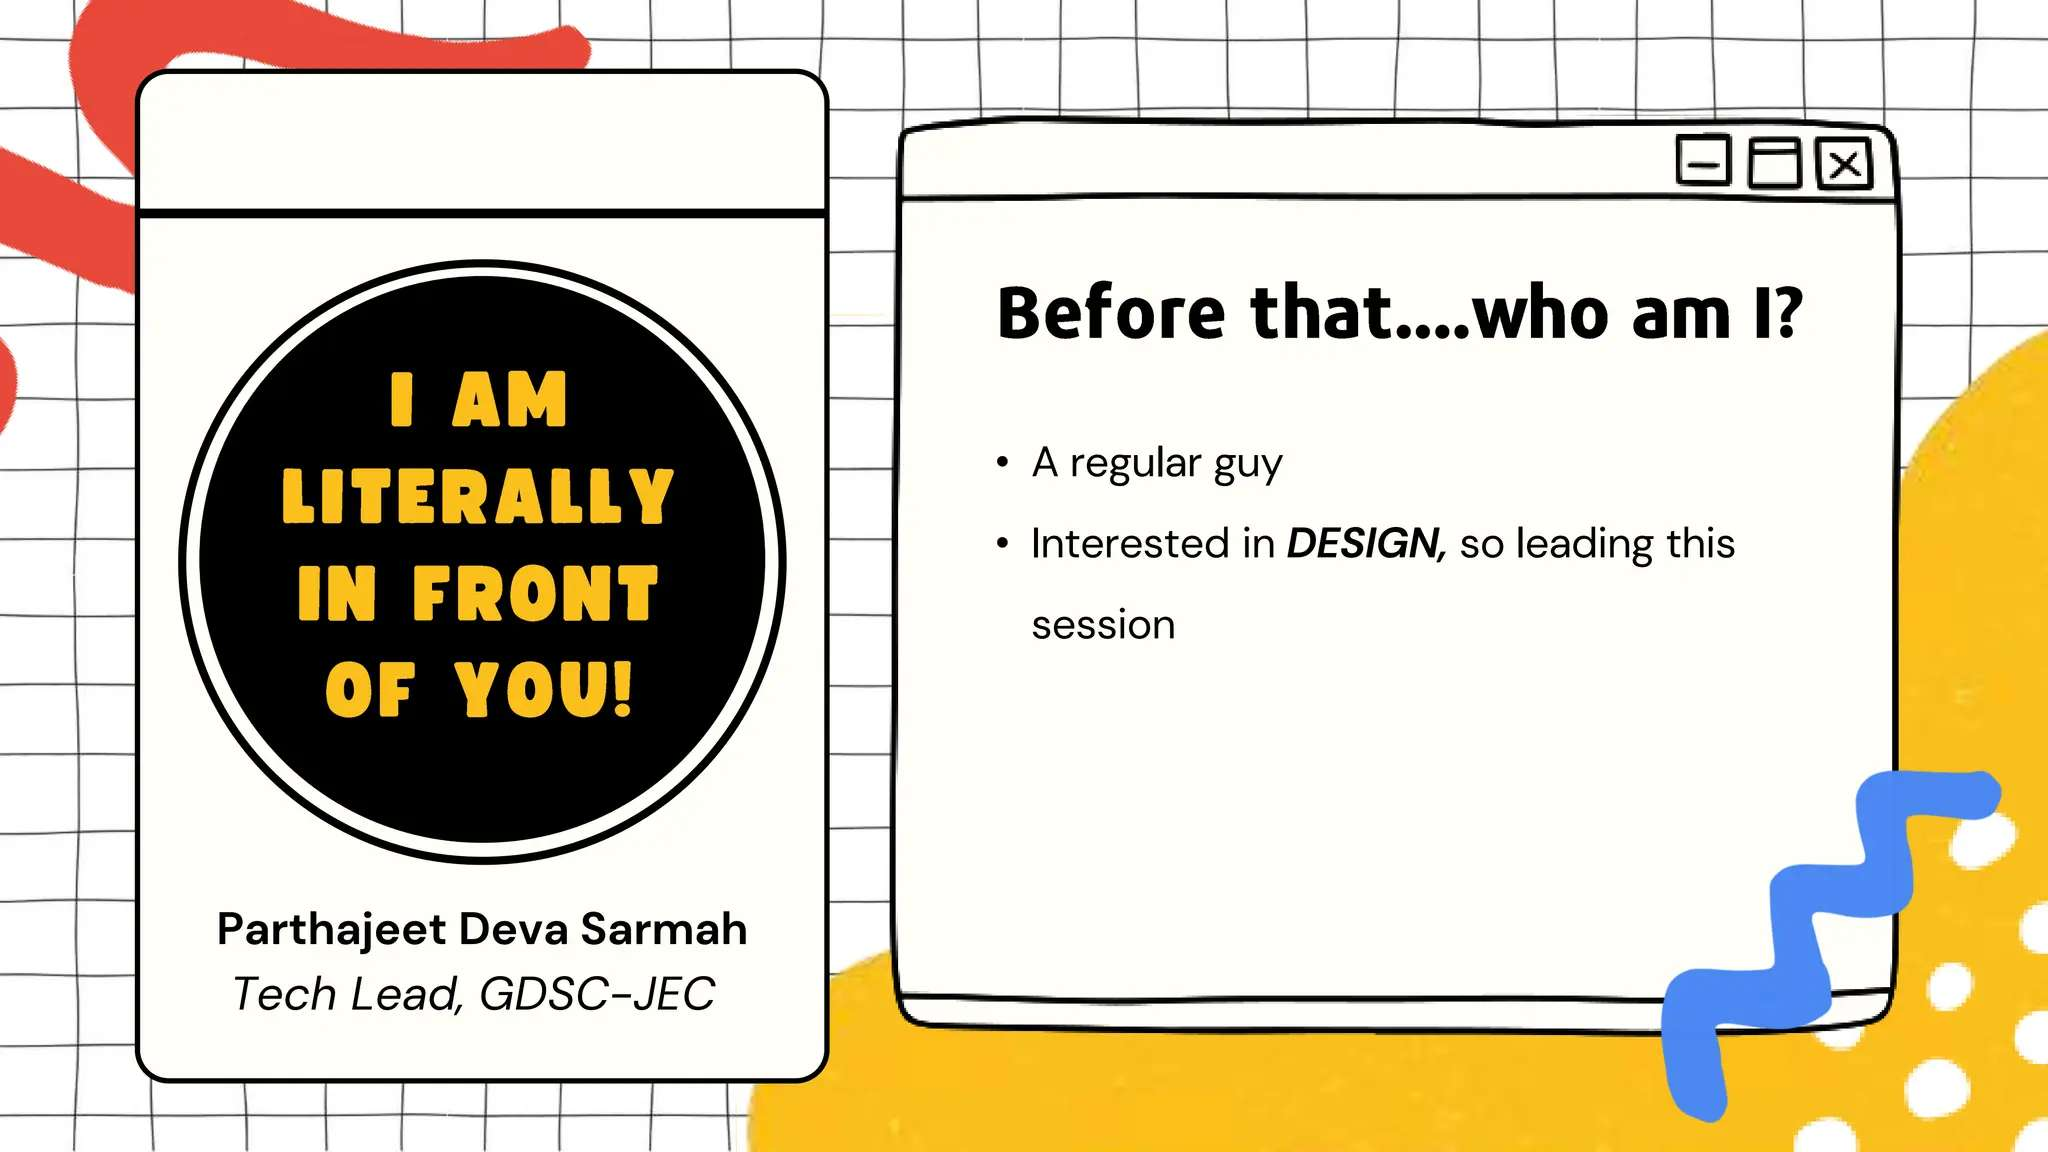 I AM
LITERALLY
IN FRONT
OF YOU!
Parthajeet Deva Sarmah
Tech Lead, GDSC-JEC
Before that....who am I?
• A regular guy
• Interested in DESIGN, so leading this
session